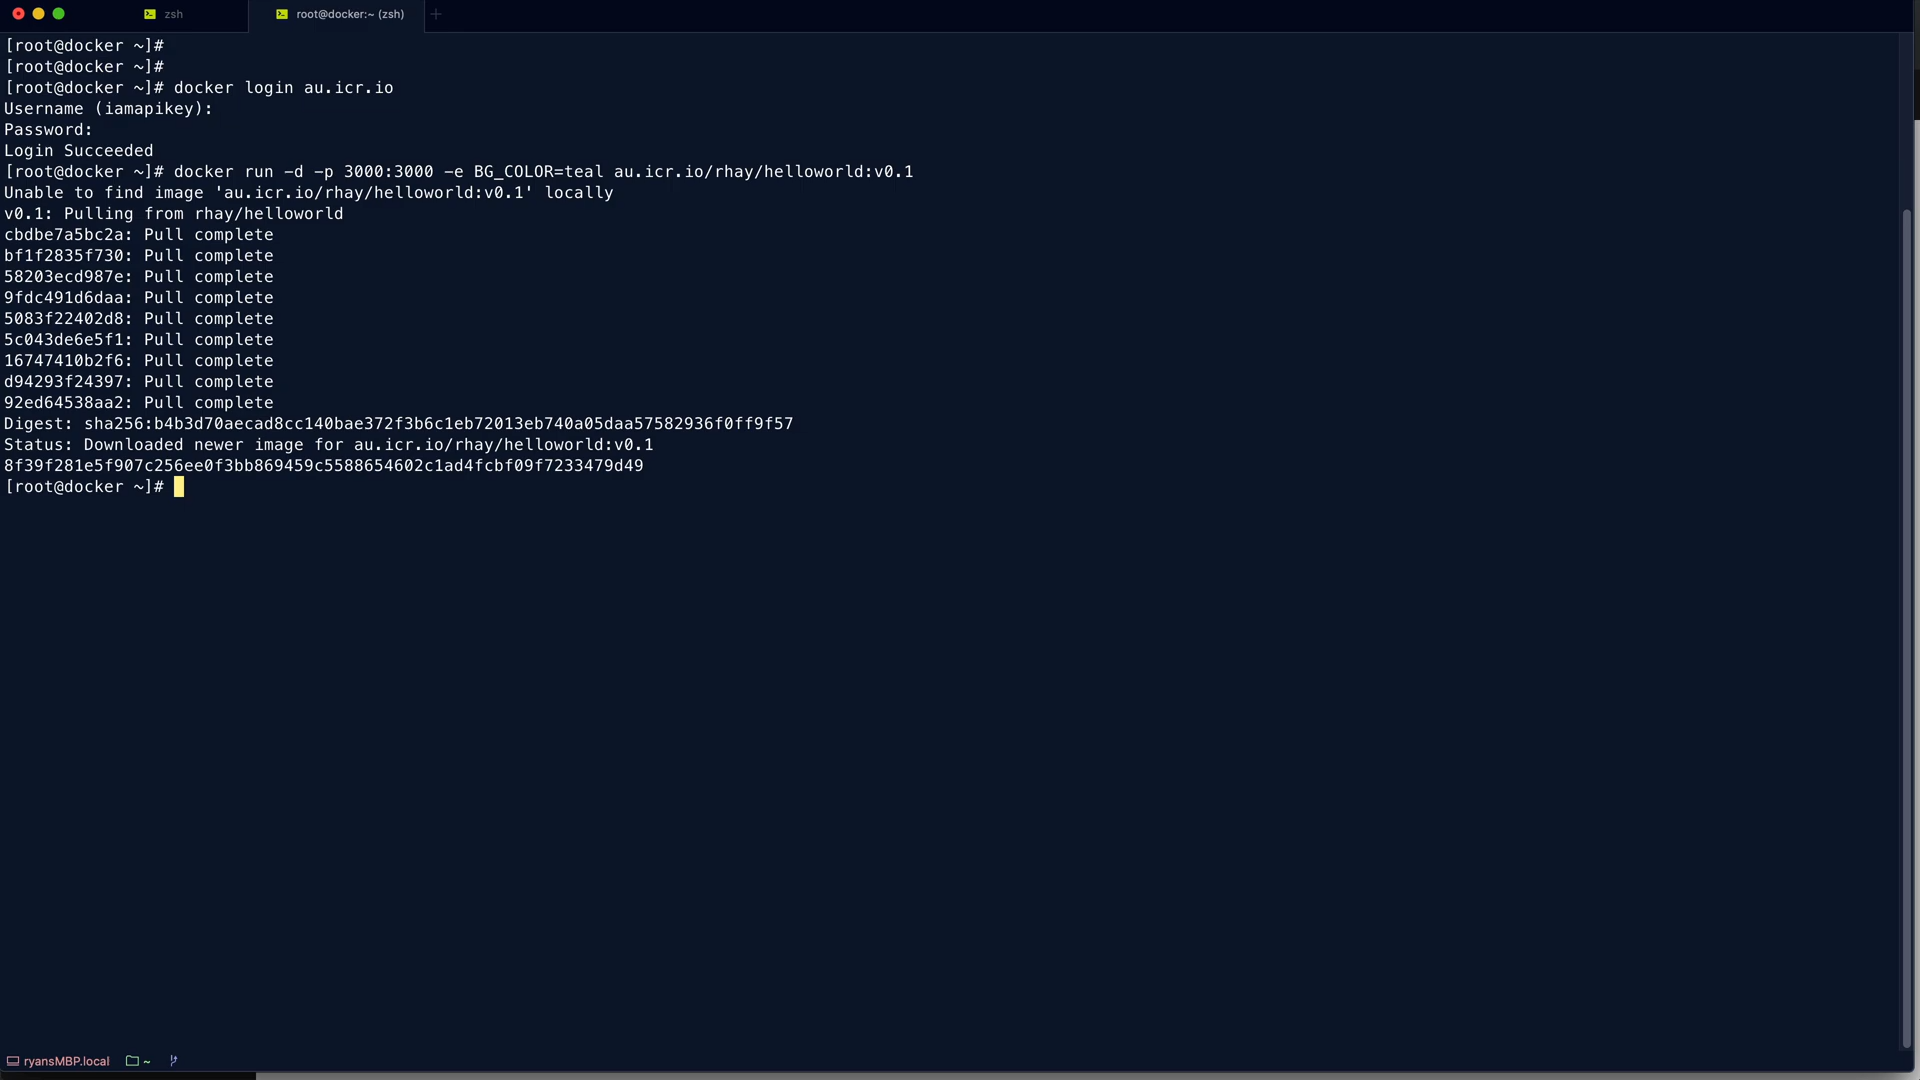 zsh
root@docker:~ (zsh)
[root@docker ~]#
[root@docker ~]#
[root@docker ~]# docker login au.icr.io
Username (iamapikey):
Password:
Login Succeeded
[root@docker ~]# docker run -d -p 3000:3000 -e BG_COLOR=teal au.icr.io/rhay/helloworld:v0.1
Unable to find image 'au.icr.io/rhay/helloworld:v0.1' locally
v0.1: Pulling from rhay/helloworld
cbdbe7a5bc2a: Pull complete
bf1f2835f730: Pull complete
58203ecd987e: Pull complete
9fdc491d6daa: Pull complete
5083f22402d8: Pull complete
5c043de6e5f1: Pull complete
16747410b2f6: Pull complete
d94293f24397: Pull complete
92ed64538aa2: Pull complete
Digest: sha256:b4b3d70aecad8cc140bae372f3b6c1eb72013eb740a05daa57582936f0ff9f57
Status: Downloaded newer image for au.icr.io/rhay/helloworld:v0.1
8f39f281e5f907c256ee0f3bb869459c5588654602c1ad4fcbf09f7233479d49
[root@docker ~]#
ryansMBP.local ~